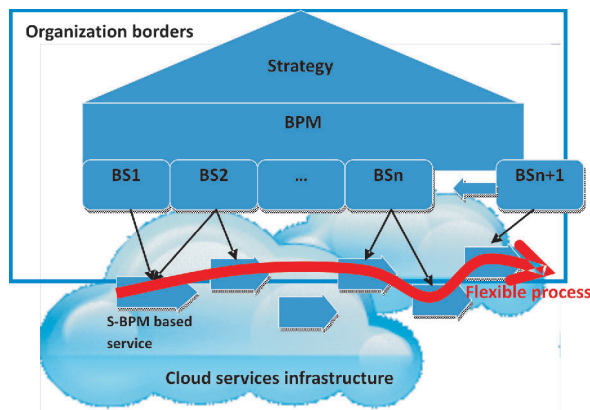 Organization borders
Strategy
BPM
BS1
BS2
...
BSn
BSn+1
Flexible process
S-BPM based
service
Cloud services infrastructure